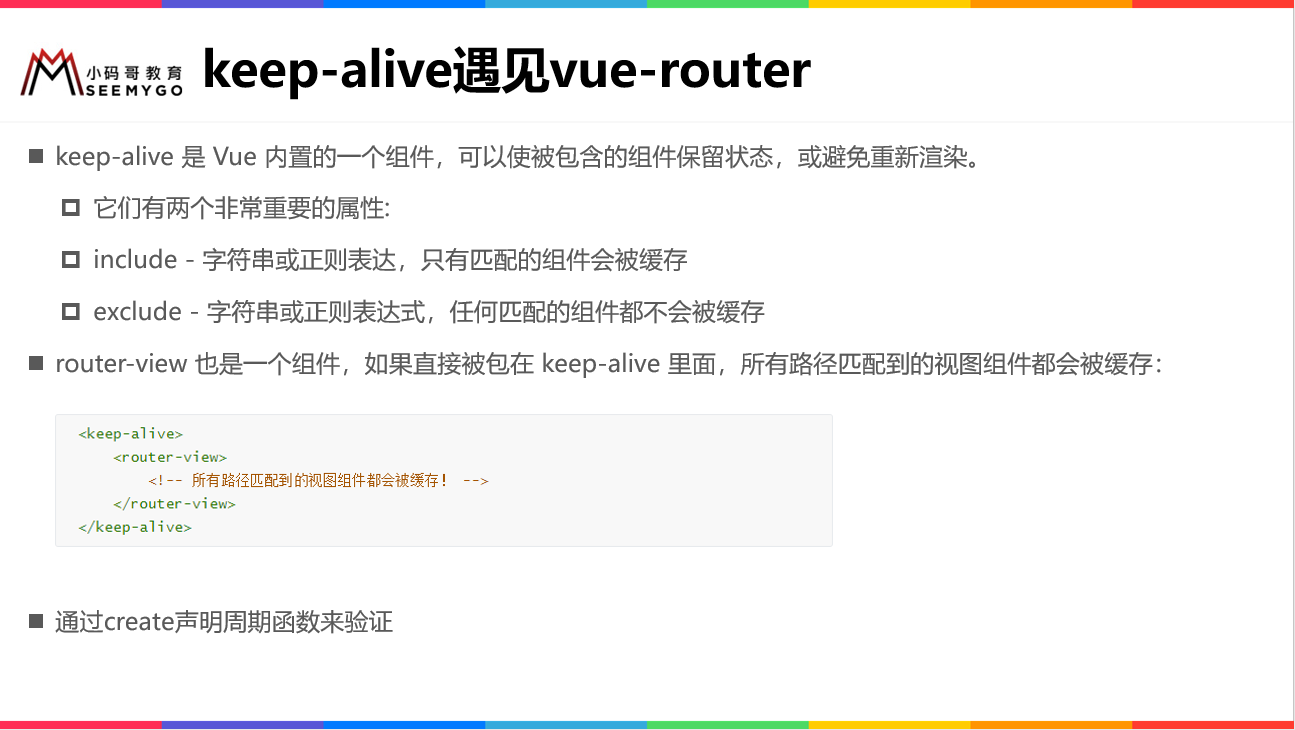 小码哥教育
SEEMYGO
keep-alive遇见vue-router
keep-alive 是 Vue 内置的一个组件，可以使被包含的组件保留状态，或避免重新渲染。
它们有两个非常重要的属性:
include - 字符串或正则表达，只有匹配的组件会被缓存
exclude - 字符串或正则表达式，任何匹配的组件都不会被缓存
router-view 也是一个组件，如果直接被包在 keep-alive 里面，所有路径匹配到的视图组件都会被缓存：
<keep-alive>
<router-view>
<!-- 所有路径匹配到的视图组件都会被缓存！ -->
</router-view>
</keep-alive>
通过create声明周期函数来验证